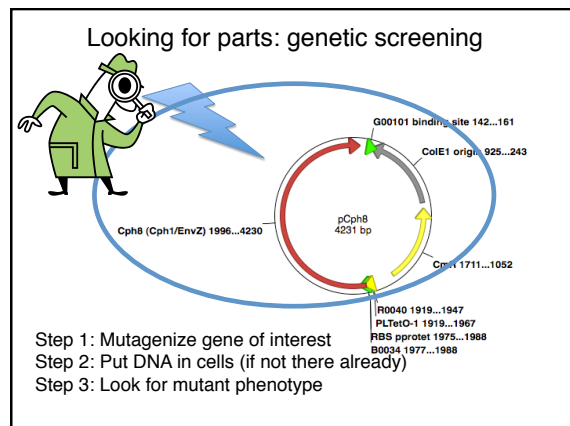 Looking for parts: genetic screening
G00101 binding site 142...161
ColE1 origin 925...243
pCph8
4231 bp
Cph8 (Cph1/EnvZ) 1996...4230
CmR 1711...1052
R0040 1919...1947
PLTetO-1 1919...1967
RBS pprotet 1975...1988
B0034 1977...1988
Step 1: Mutagenize gene of interest
Step 2: Put DNA in cells (if not there already)
Step 3: Look for mutant phenotype